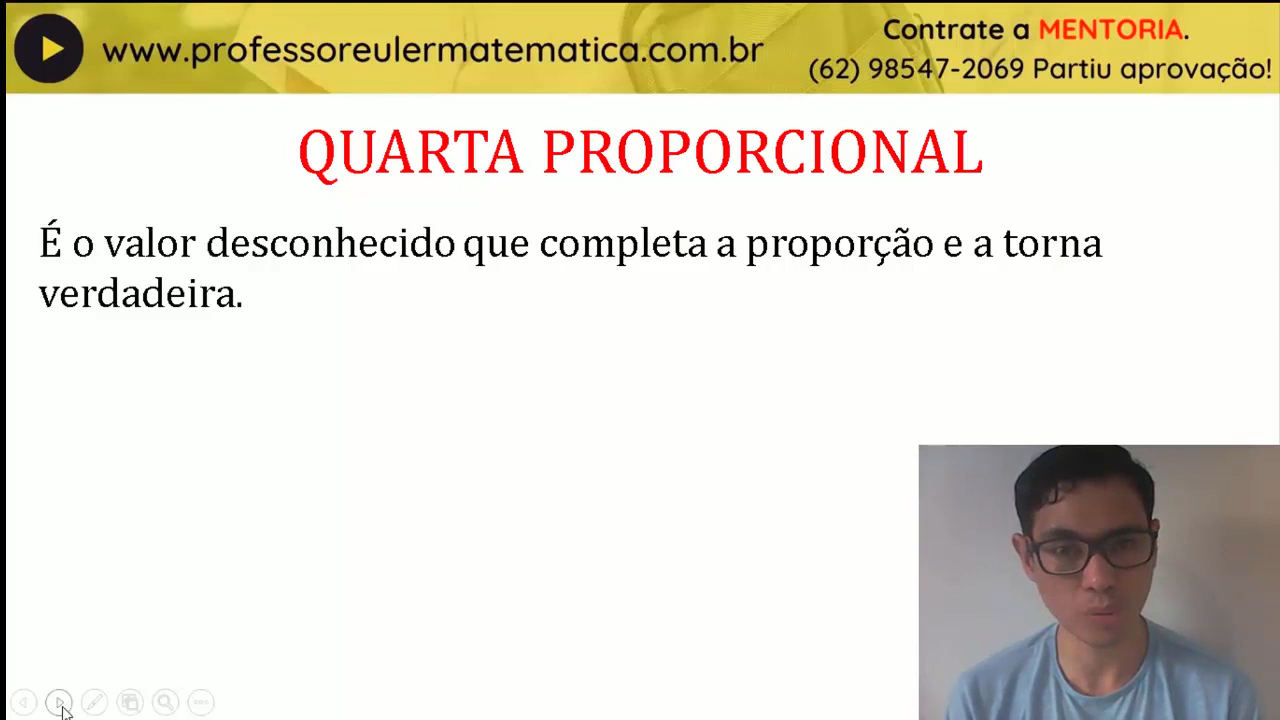 www.professoreulermatematica.com.br
Contrate a MENTORIA.
(62) 98547-2069 Partiu aprovação!
QUARTA PROPORCIONAL
É o valor desconhecido que completa a proporção e a torna
verdadeira.